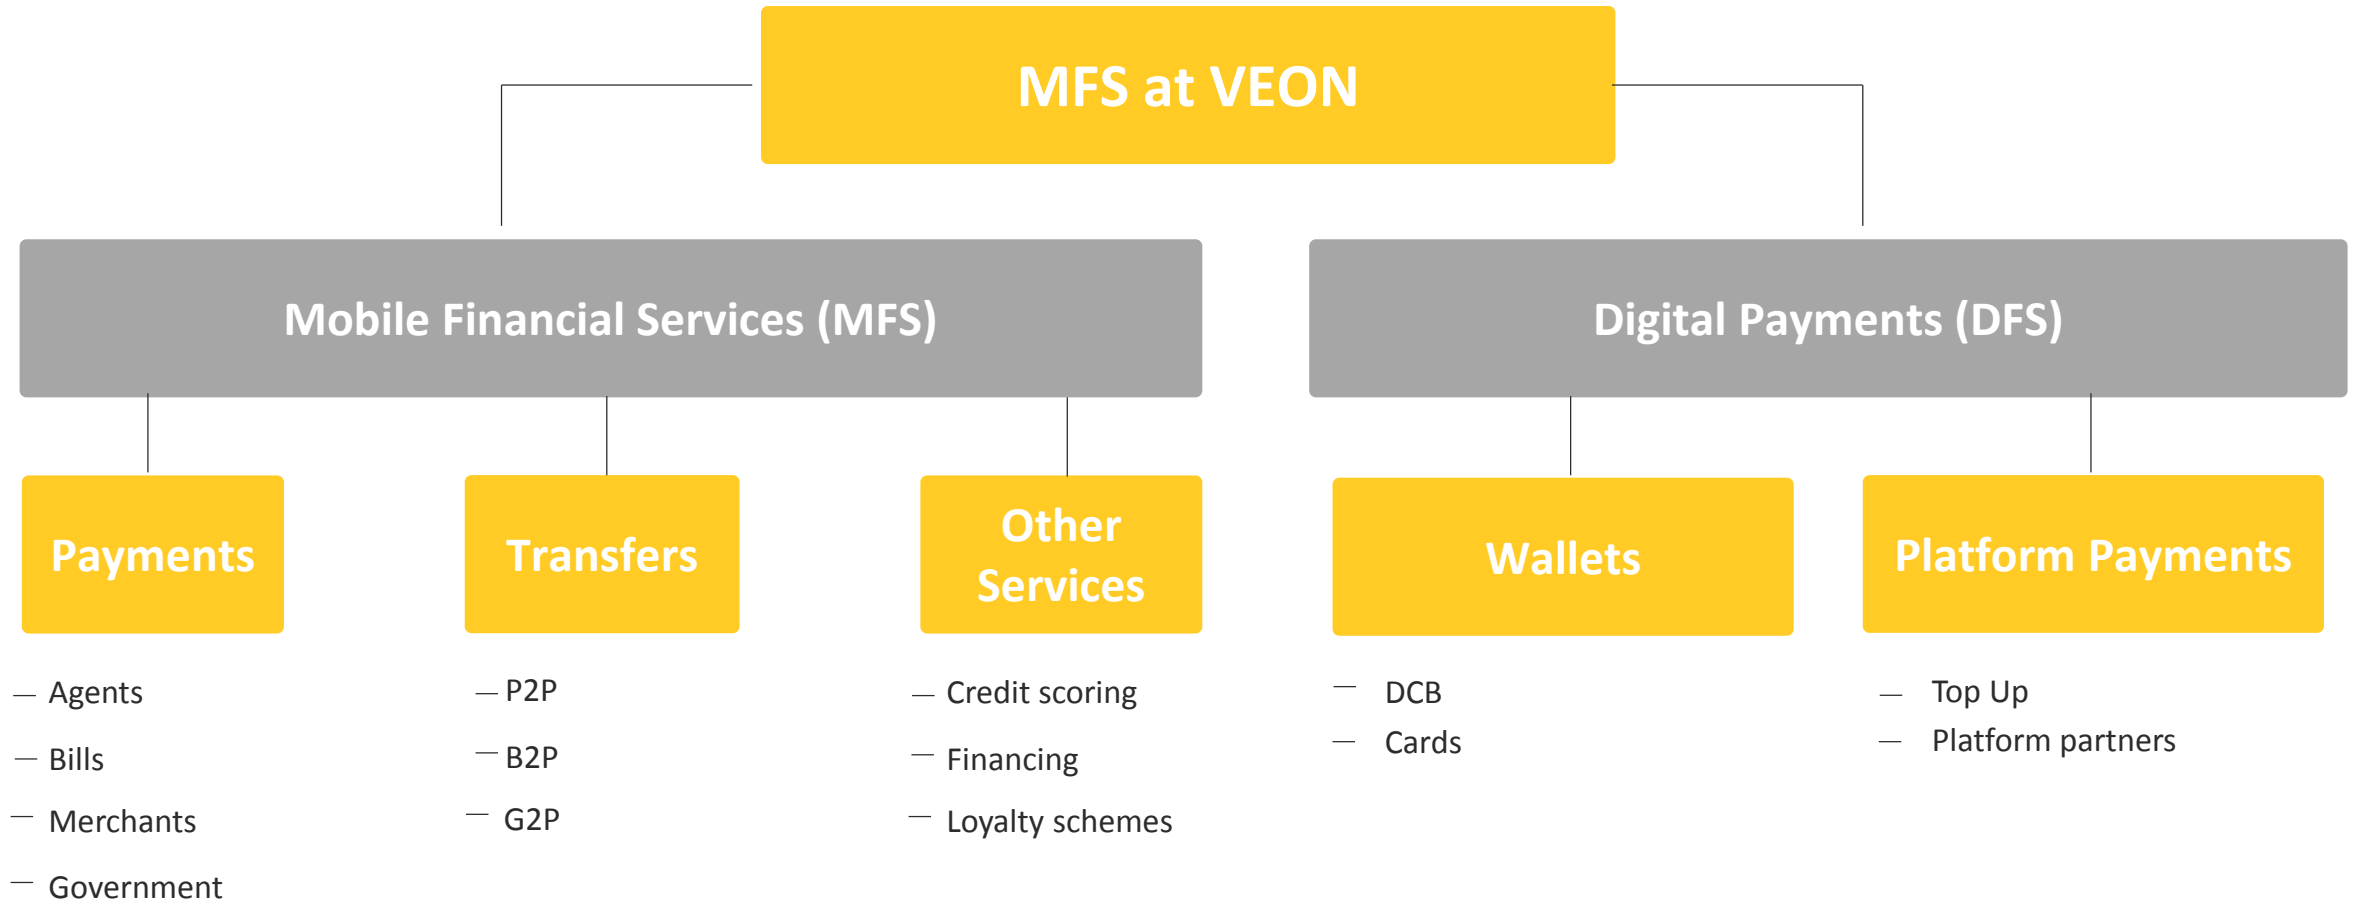 MFS at VEON
Mobile Financial Services (MFS)
Digital Payments (DFS)
Payments
Transfers
Other
Services
Wallets
Platform Payments
— Agents
— Bills
— Merchants
— Government
— P2P
— B2P
— G2P
— Credit scoring
— Financing
— Loyalty schemes
— DCB
— Cards
— Top Up
— Platform partners